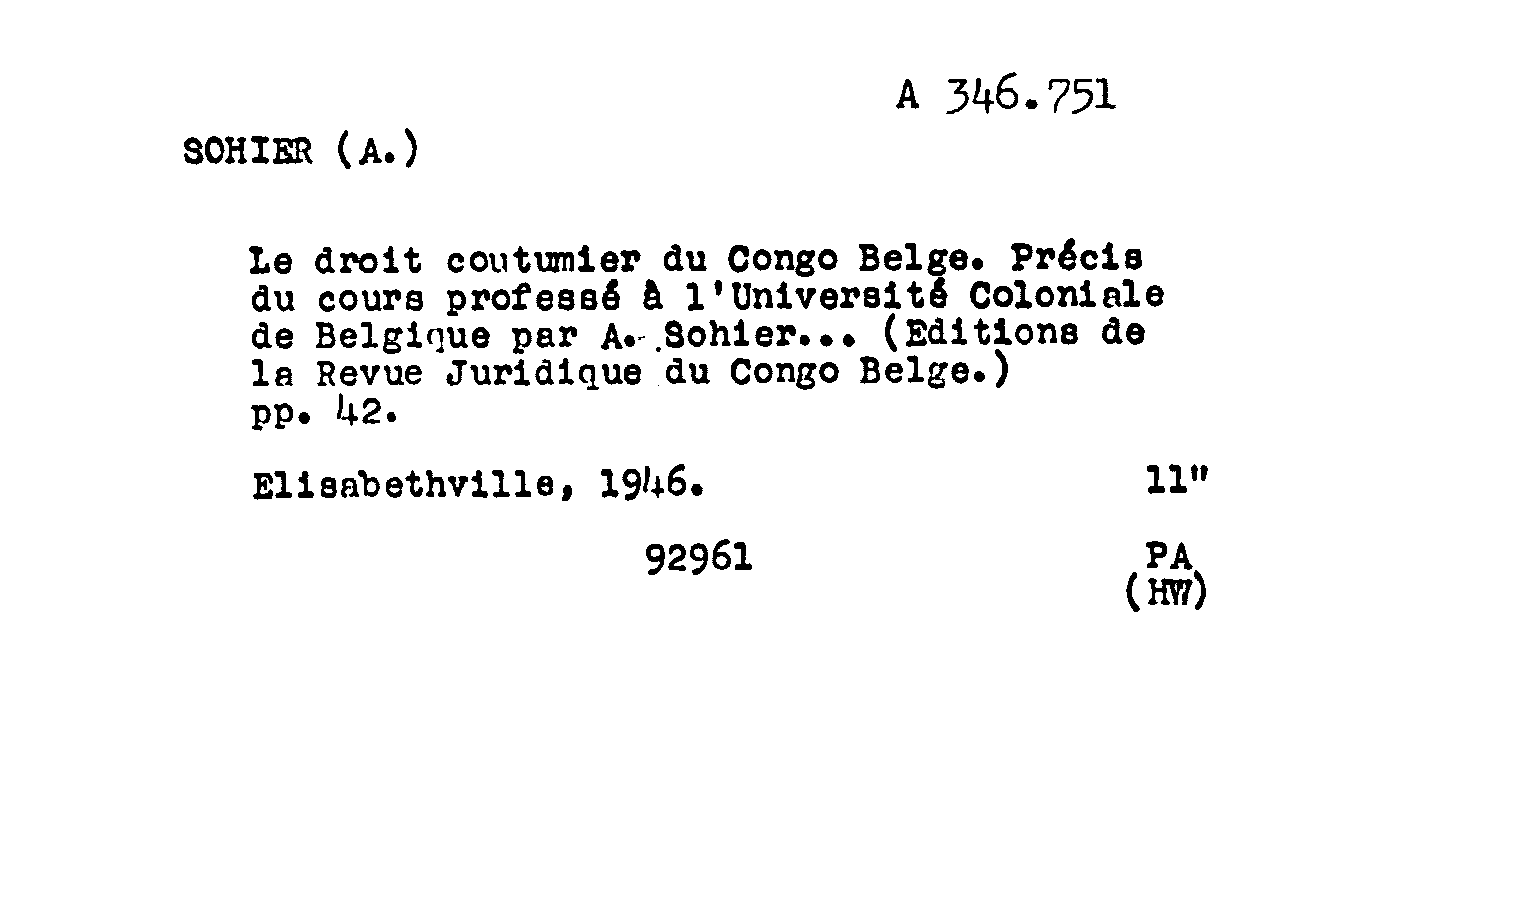 A 346.751
SOHIER (A.)
Le droit coutumier du Congo Belge. Précis
du cours professé à l'Université Coloniale
de Belgique par A. Sohier... (Editions de
la Revue Juridique du Congo Belge.)
pp. 42.
Elisabethville, 1946. 11"
92961 PA
(HW)